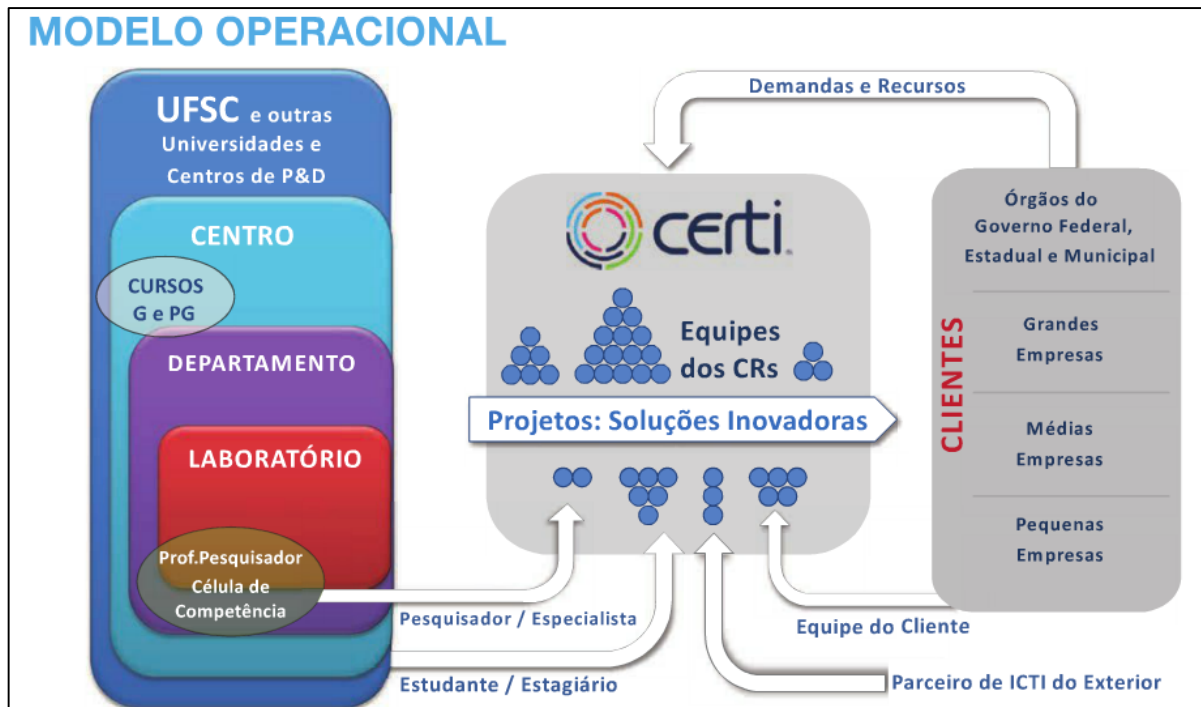 MODELO OPERACIONAL
UFSC e outras
Universidades e
Centros de P&D
CENTRO
CURSOS
G e PG
DEPARTAMENTO
LABORATÓRIO
Prof.Pesquisador
Célula de
Competência
Pesquisador / Especialista
Estudante / Estagiário
Demandas e Recursos
certi
Equipes
dos CRs
Projetos: Soluções Inovadoras
Equipe do Cliente
Parceiro de ICTI do Exterior
CLIENTES
Órgãos do
Governo Federal,
Estadual e Municipal
Grandes
Empresas
Médias
Empresas
Pequenas
Empresas